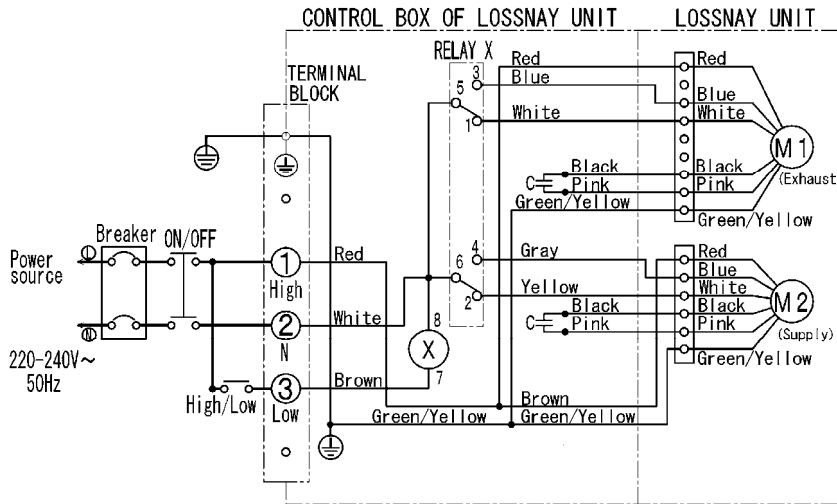 CONTROL BOX OF LOSSNAY UNIT
LOSSNAY UNIT
RELAY X
TERMINAL
BLOCK
Red
Blue
White
3
5
1
Black
Pink
C
Green/Yellow
Red
Blue
White
Black
Pink
Green/Yellow
M1
(Exhaust
Breaker
ON/OFF
Power
source
L
N
220-240V~
50Hz
1
High
Red
2
N
White
3
Low
Brown
High/Low
4
6
2
Gray
Yellow
Black
Pink
C
8
X
7
Red
Blue
White
Black
Pink
Green/Yellow
M2
(Supply)
Brown
Green/Yellow
Green/Yellow